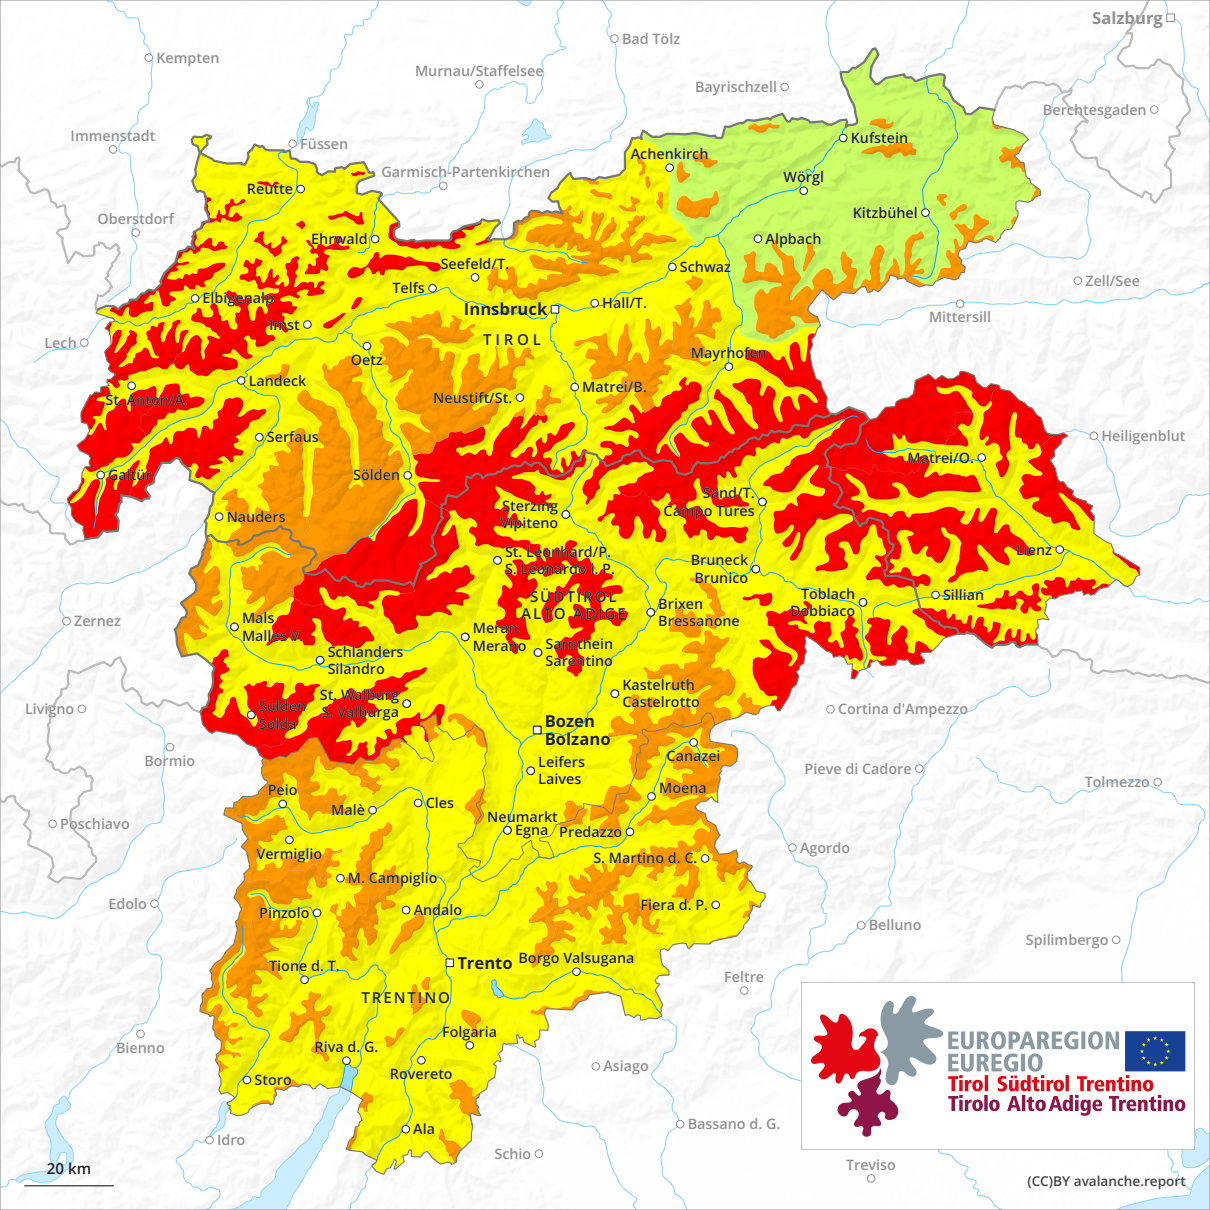 Salzburg
Bad Tölz
Kempten
Murnau/Staffelsee
Bayrischzell
Berchtesgaden
Immenstadt
Füssen
Kufstein
Achenkirch
Garmisch-Partenkirchen
Wörgl
Reutte
Oberstdorf
Kitzbühel
Ehrwald
Alpbach
Seefeld/T.
Schwaz
Zell/See
Telfs
Elbigenalp
Innsbruck
Hall/T.
Mittersill
Imst
TIROL
Lech
Oetz
Mayrhofen
Landeck
Matrei/B.
St. Anton/A.
Neustift/St.
Serfaus
Heiligenblut
Matrei/O.
Galtür
Sölden
Sand/T.
Campo Tures
Sterzing
Vipiteno
Nauders
St. Leonhard/P.
S. Leonardo i. P.
Lienz
Bruneck
Brunico
SÜDTIROL
ALTO ADIGE
Toblach
Dobbiaco
Sillian
Brixen
Bressanone
Zernez
Mals
Malles V.
Meran
Merano
Sarnthein
Sarentino
Schlanders
Silandro
Kastelruth
Castelrotto
St. Walburg
S. Valburga
Livigno
Sulden
Solda
Cortina d'Ampezzo
Bozen
Bolzano
Bormio
Canazei
Leifers
Laives
Pieve di Cadore
Tolmezzo
Peio
Moena
Malè
Cles
Neumarkt
Egna
Poschiavo
Predazzo
Vermiglio
Agordo
S. Martino d. C.
M. Campiglio
Edolo
Pinzolo
Andalo
Fiera d. P.
Belluno
Spilimbergo
Trento
Borgo Valsugana
Tione d. T.
Feltre
TRENTINO
Folgaria
Bienno
Riva d. G.
Rovereto
Asiago
Storo
EUROPAREGION
EUREGIO
Tirol Südtirol Trentino
Tirolo Alto Adige Trentino
Ala
Bassano d. G.
Idro
Schio
Treviso
20 km
(CC)BY avalanche.report